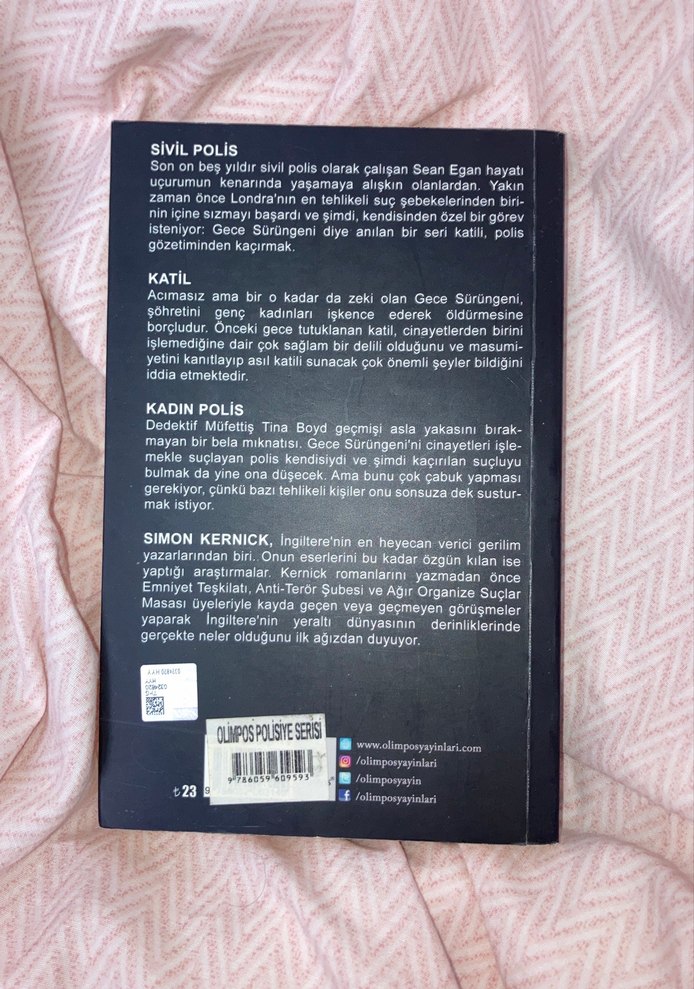 SİVİL POLİS
Son on beş yıldır sivil polis olarak çalışan Sean Egan hayatı
uçurumun kenarında yaşamaya alışkın olanlardan. Yakın
zaman önce Londra'nın en tehlikeli suç şebekelerinden biri-
nin içine sızmayı başardı ve şimdi, kendisinden özel bir görev
isteniyor: Gece Sürüngeni diye anılan bir seri katili, polis
gözetiminden kaçırmak.
KATİL
Acımasız ama bir o kadar da zeki olan Gece Sürüngeni,
şöhretini genç kadınları işkence ederek öldürmesine
borçludur. Önceki gece tutuklanan katil, cinayetlerden birini
işlemediğine dair çok sağlam bir delili olduğunu ve masumi-
yetini kanıtlayıp asıl katili sunacak çok önemli şeyler bildiğini
iddia etmektedir.
KADIN POLİS
Dedektif Müfettiş Tina Boyd geçmişi asla yakasını bırak-
mayan bir bela mıknatısı. Gece Sürüngeni'ni cinayetleri işle-
mekle suçlayan polis kendisiydi ve şimdi kaçırılan suçluyu
bulmak da yine ona düşecek. Ama bunu çok çabuk yapması
gerekiyor, çünkü bazı tehlikeli kişiler onu sonsuza dek sustur-
mak istiyor.
SIMON KERNICK, İngiltere'nin en heyecan verici gerilim
yazarlarından biri. Onun eserlerini bu kadar özgün kılan ise
yaptığı araştırmalar. Kernick romanlarını yazmadan önce
Emniyet Teşkilatı, Anti-Terör Şubesi ve Ağır Organize Suçlar
Masası üyeleriyle kayda geçen veya geçmeyen görüşmeler
yaparak İngiltere'nin yeraltı dünyasının derinliklerinde
gerçekte neler olduğunu ilk ağızdan duyuyor.
OLİMPOS POLİSİYE SERİSİ
9 786059 609593
₺23
www.olimposyayinlari.com
/olimposyayinlari
/olimposyayin
/olimposyayinlari